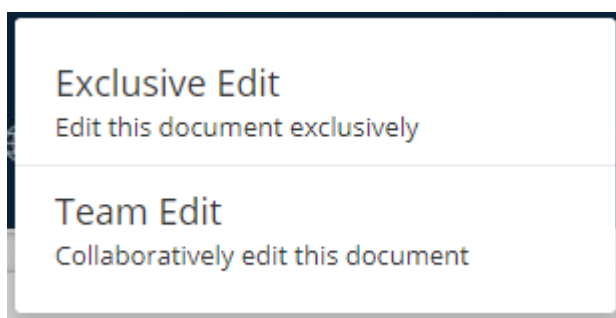 Exclusive Edit
Edit this document exclusively
Team Edit
Collaboratively edit this document